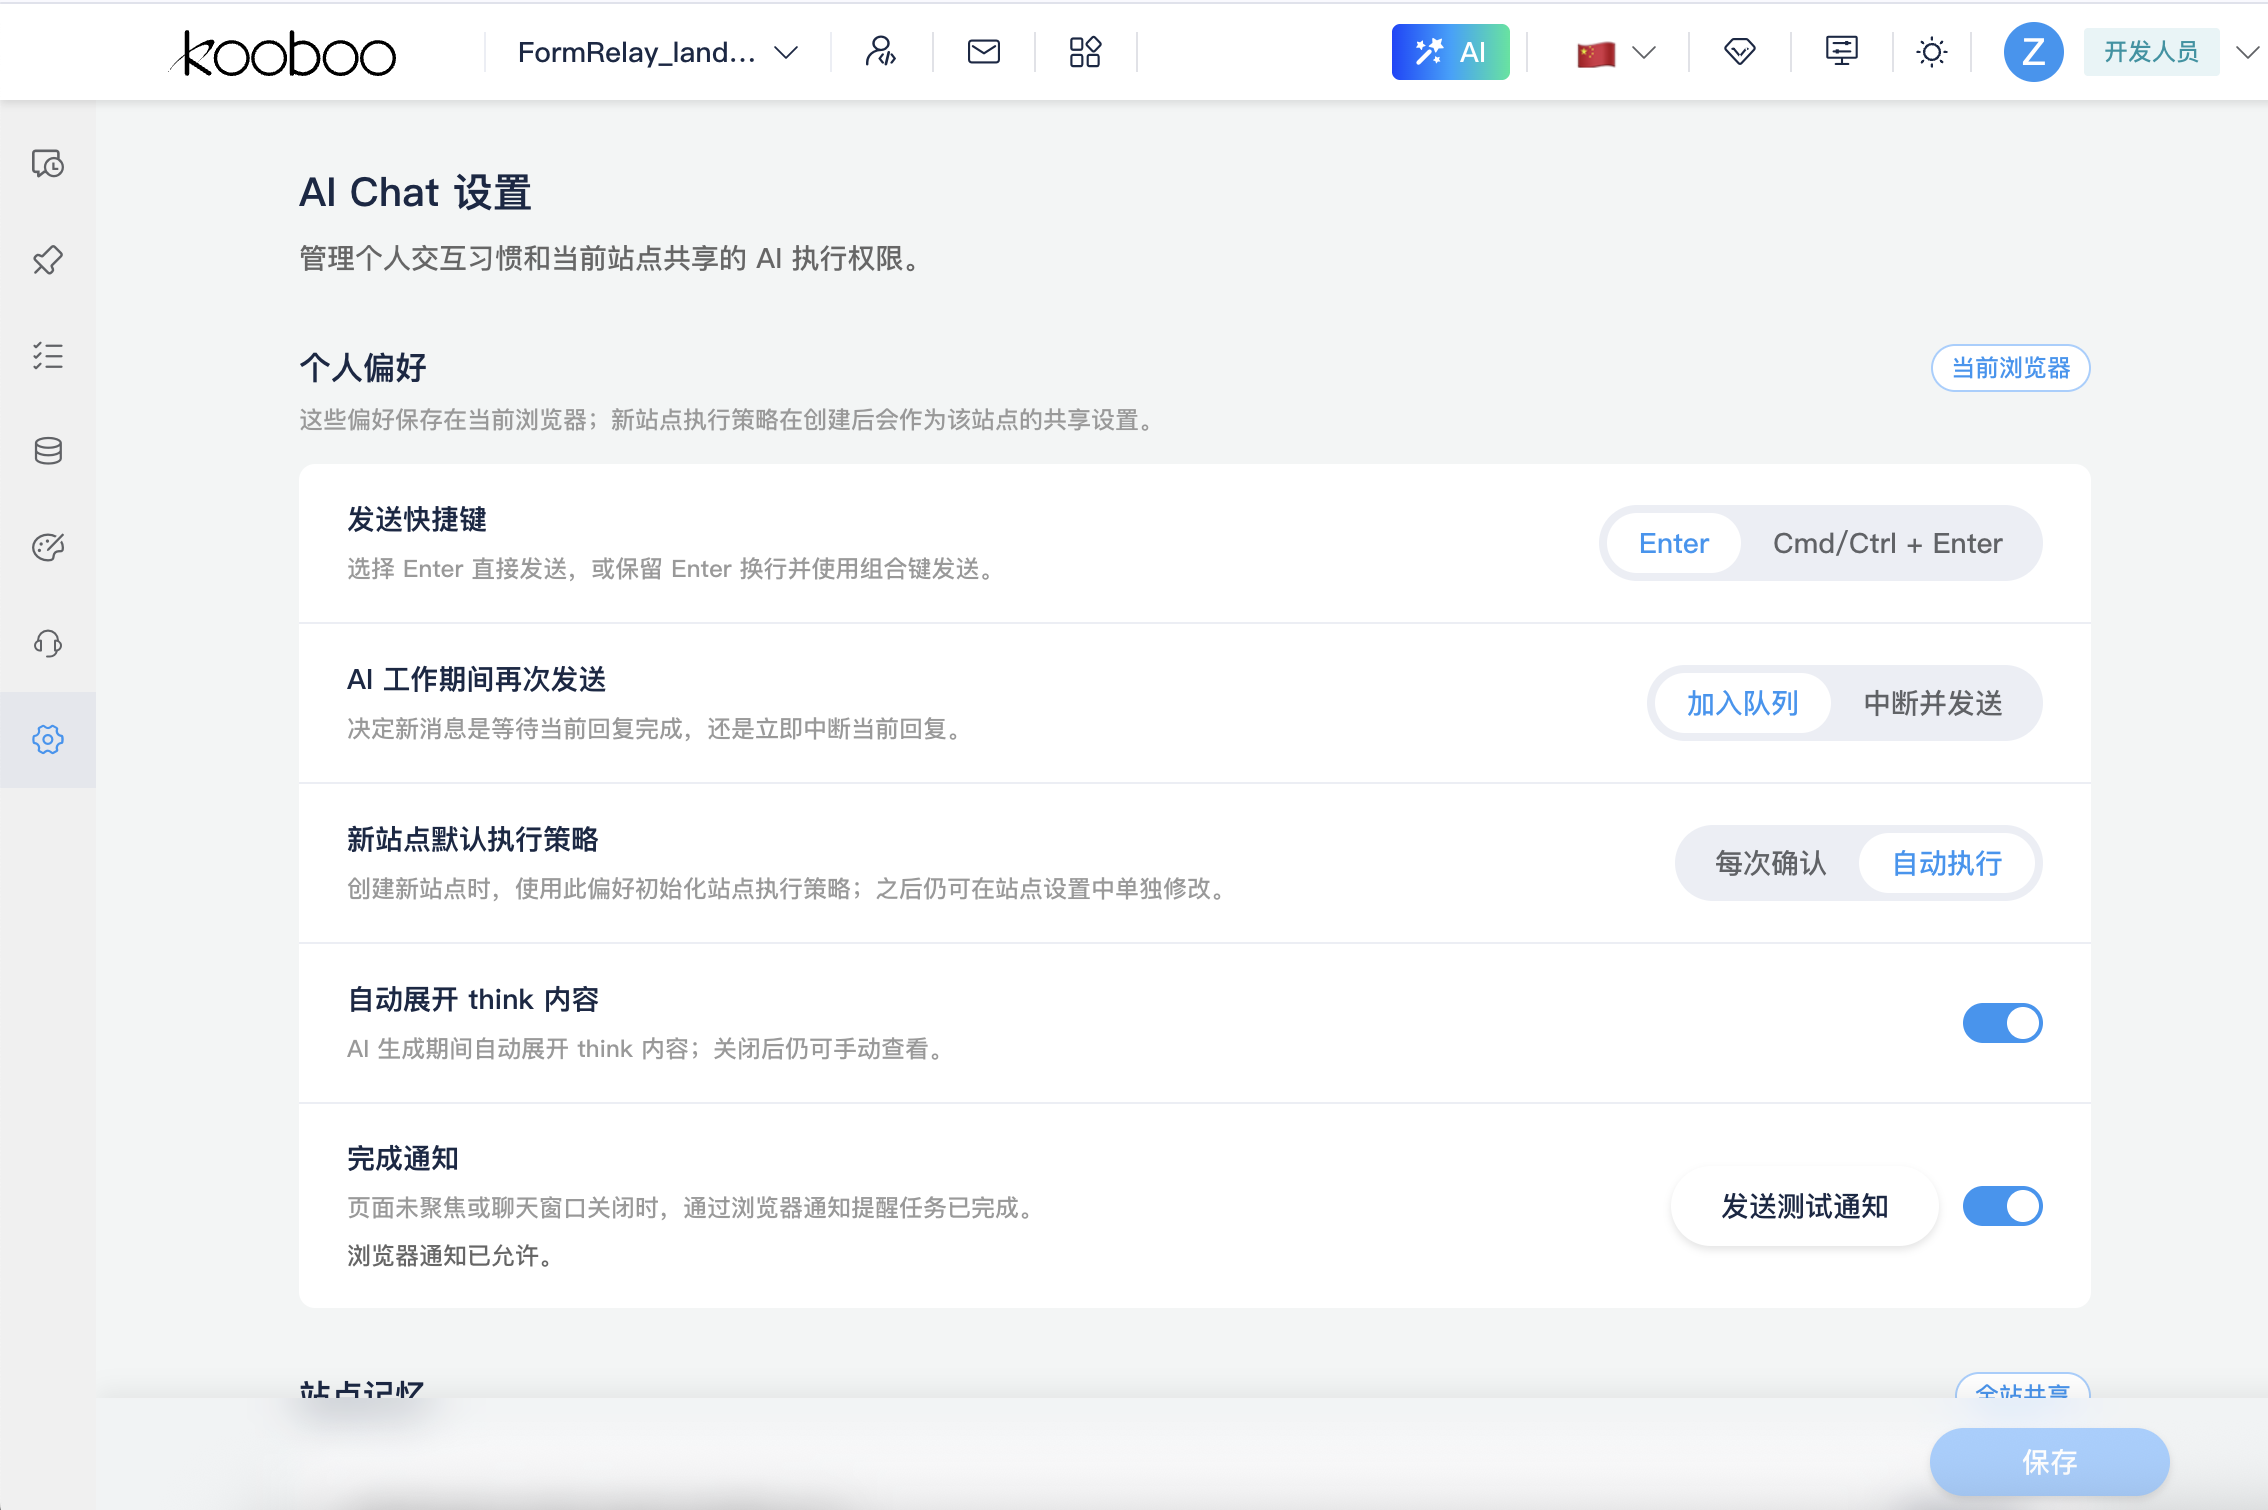 kooboo
FormRelay_land...
AI
Z
开发人员
AI Chat 设置
管理个人交互习惯和当前站点共享的 AI 执行权限。
个人偏好
当前浏览器
这些偏好保存在当前浏览器；新站点执行策略在创建后会作为该站点的共享设置。
发送快捷键
选择 Enter 直接发送，或保留 Enter 换行并使用组合键发送。
Enter
Cmd/Ctrl + Enter
AI 工作期间再次发送
决定新消息是等待当前回复完成，还是立即中断当前回复。
加入队列
中断并发送
新站点默认执行策略
创建新站点时，使用此偏好初始化站点执行策略；之后仍可在站点设置中单独修改。
每次确认
自动执行
自动展开 think 内容
AI 生成期间自动展开 think 内容；关闭后仍可手动查看。
完成通知
页面未聚焦或聊天窗口关闭时，通过浏览器通知提醒任务已完成。
浏览器通知已允许。
发送测试通知
站点记忆
全站共享
保存